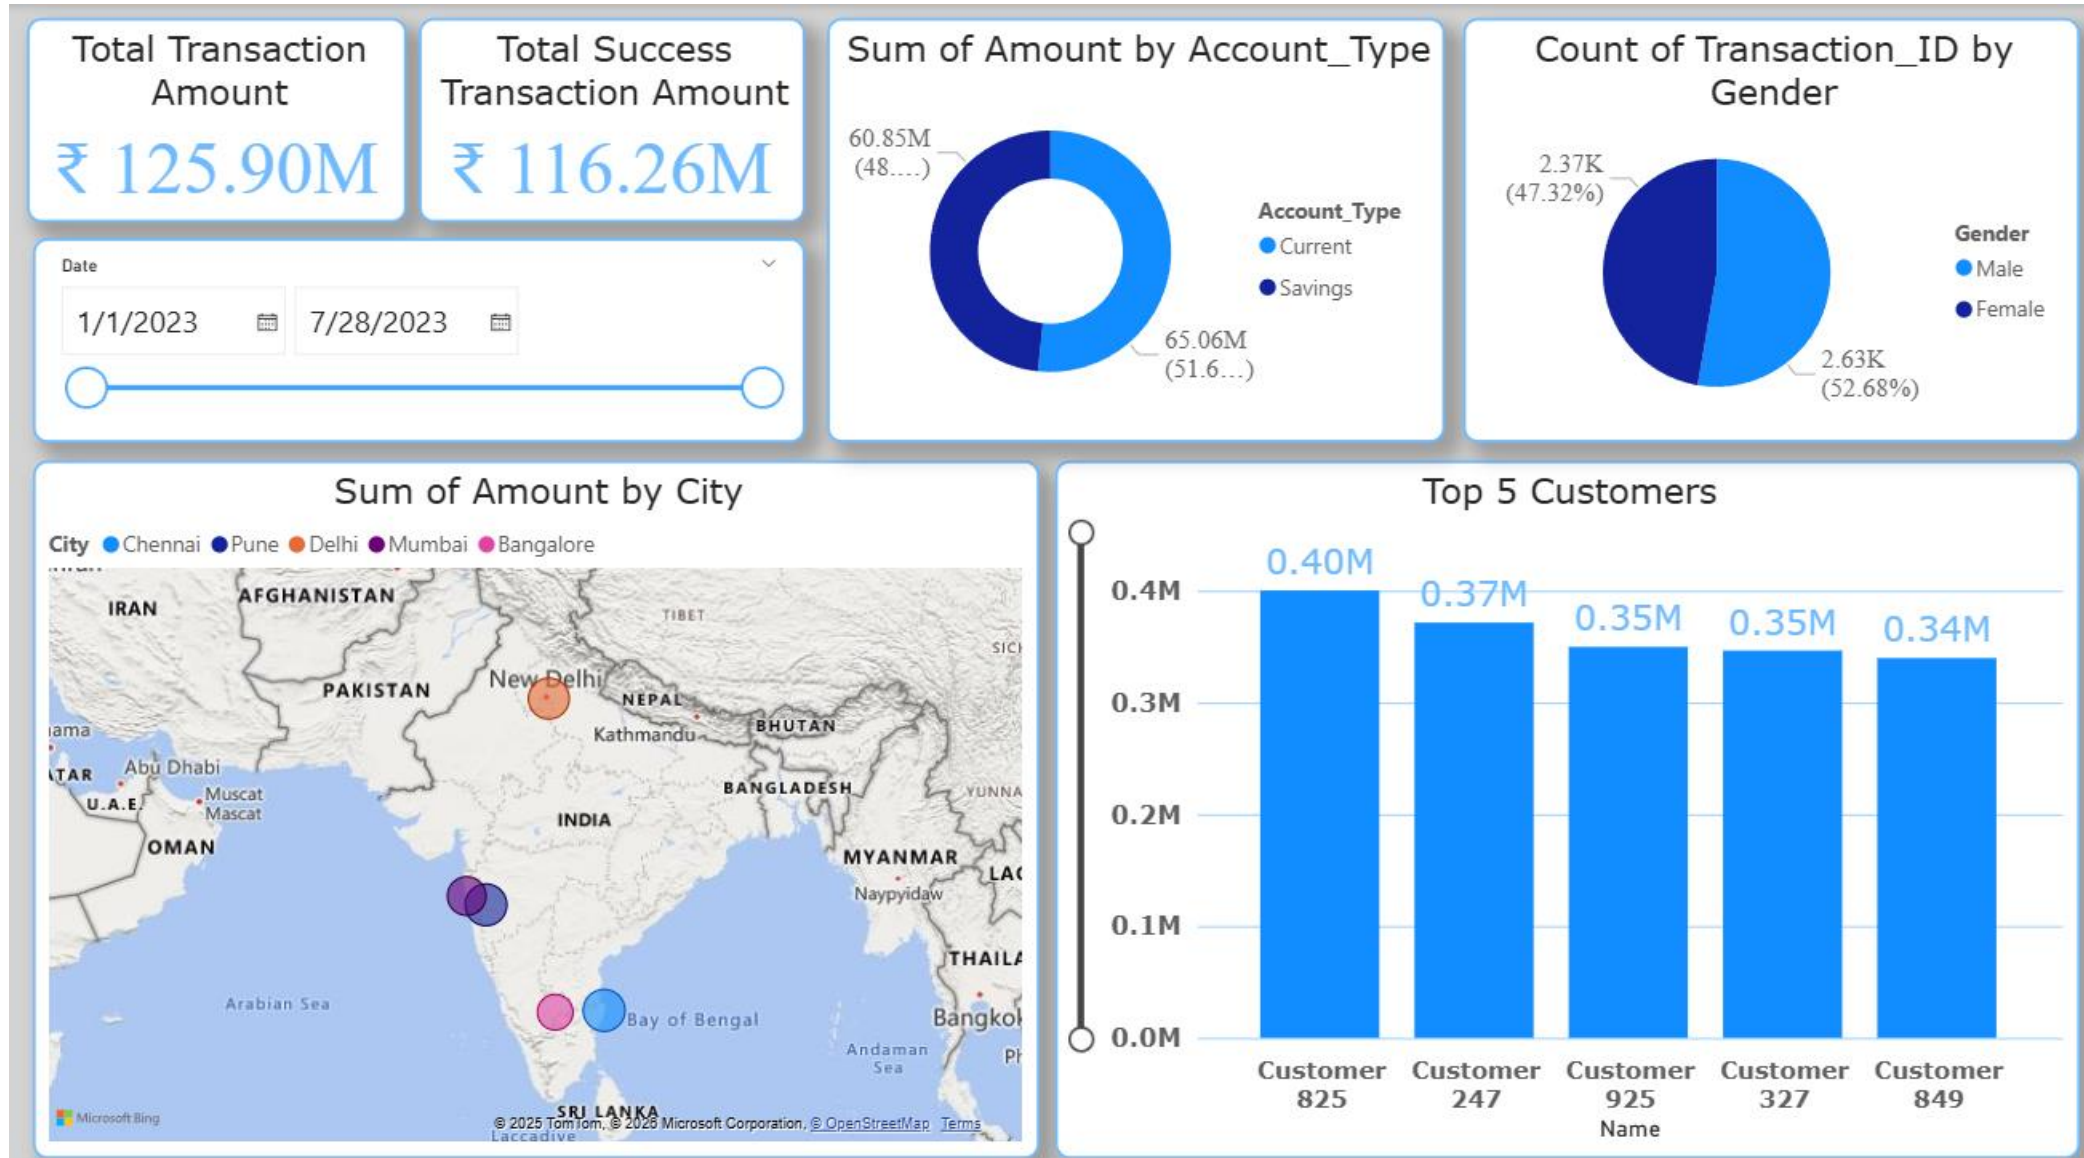 Total Transaction
Amount
₹ 125.90M
Total Success
Transaction Amount
₹ 116.26M
Date
1/1/2023
7/28/2023
Sum of Amount by Account_Type
60.85M
(48....)
65.06M
(51.6...)
Account_Type
Current
Savings
Count of Transaction_ID by
Gender
2.37K
(47.32%)
2.63K
(52.68%)
Gender
Male
Female
Sum of Amount by City
City Chennai Pune Delhi Mumbai Bangalore
IRAN
AFGHANISTAN
TIBET
PAKISTAN
New Delhi
NEPAL
Kathmandu
BHUTAN
ama
Abu Dhabi
TAR
U.A.E.
Muscat
Mascat
OMAN
BANGLADESH
YUNNA
INDIA
MYANMAR
Naypyidaw
THAILA
Arabian Sea
Bay of Bengal
Bangkok
Andaman
Sea
SRI LANKA
Laccadive
Microsoft Bing
© 2025 TomTom, © 2026 Microsoft Corporation, © OpenStreetMap Terms
Top 5 Customers
0.4M
0.3M
0.2M
0.1M
0.0M
0.40M
0.37M
0.35M
0.35M
0.34M
Customer
825
Customer
247
Customer
925
Customer
327
Customer
849
Name